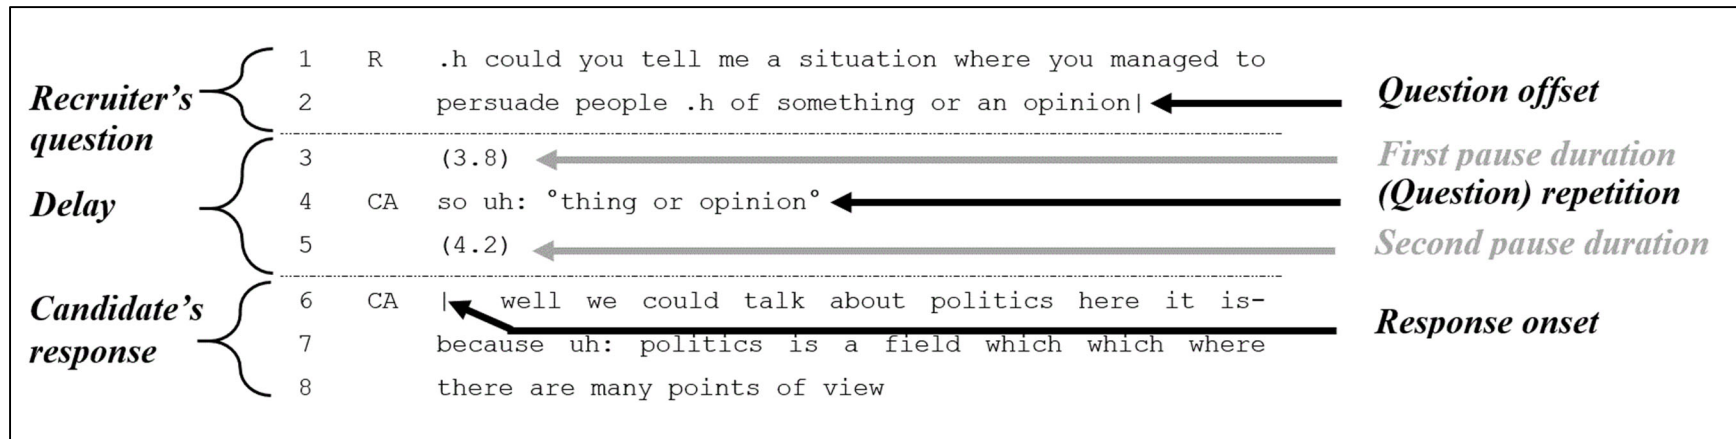 1 R .h could you tell me a situation where you managed to
Recruiter's question
2 persuade people .h of something or an opinion|
Question offset
3 (3.8)
First pause duration
Delay
4 CA so uh: °thing or opinion°
(Question) repetition
5 (4.2)
Second pause duration
Candidate's response
6 CA | well we could talk about politics here it is-
Response onset
7 because uh: politics is a field which which where
8 there are many points of view